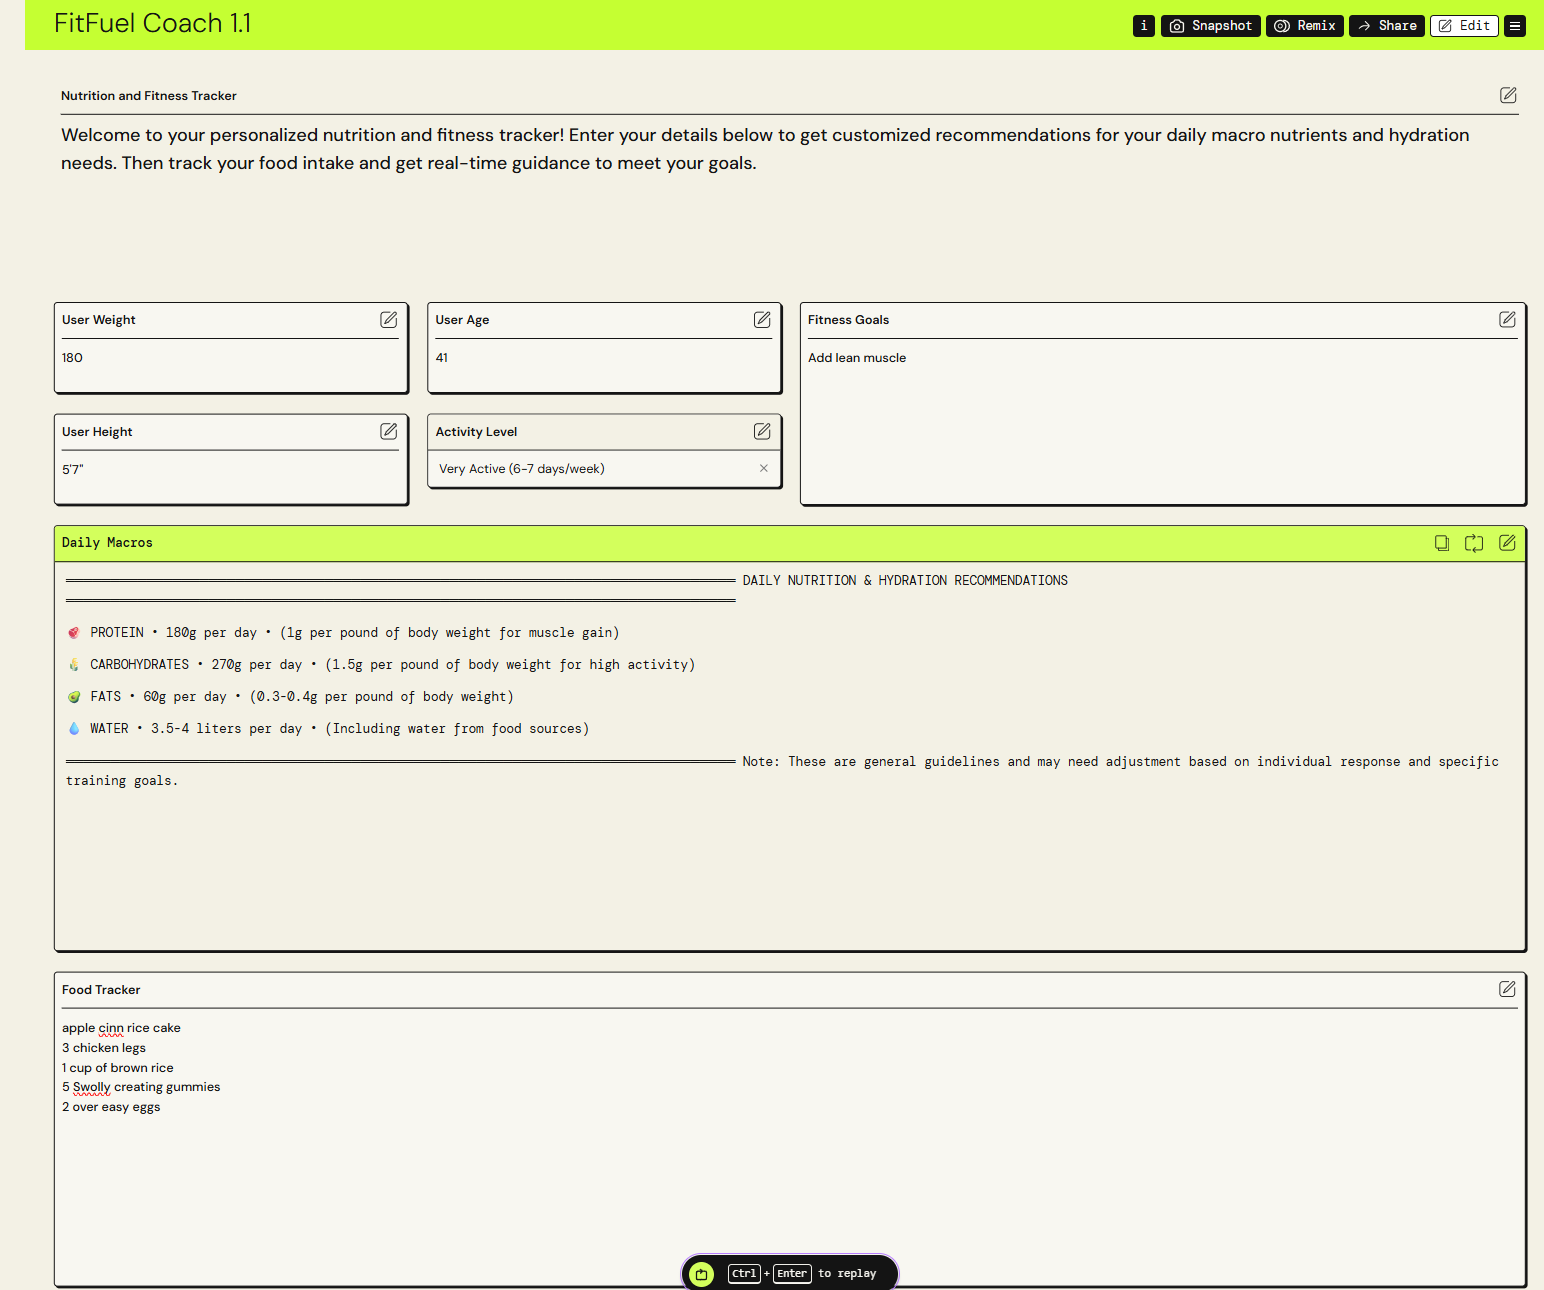 FitFuel Coach 1.1
i Snapshot Remix Share Edit
Nutrition and Fitness Tracker
Welcome to your personalized nutrition and fitness tracker! Enter your details below to get customized recommendations for your daily macro nutrients and hydration
needs. Then track your food intake and get real-time guidance to meet your goals.
User Weight
180
User Age
41
Fitness Goals
Add lean muscle
User Height
5'7"
Activity Level
Very Active (6-7 days/week)
Daily Macros
DAILY NUTRITION & HYDRATION RECOMMENDATIONS
PROTEIN • 180g per day • (1g per pound of body weight for muscle gain)
CARBOHYDRATES • 270g per day • (1.5g per pound of body weight for high activity)
FATS • 60g per day • (0.3-0.4g per pound of body weight)
WATER • 3.5-4 liters per day • (Including water from food sources)
Note: These are general guidelines and may need adjustment based on individual response and specific
training goals.
Food Tracker
apple cinn rice cake
3 chicken legs
1 cup of brown rice
5 Swolly creating gummies
2 over easy eggs
Ctrl + Enter to replay